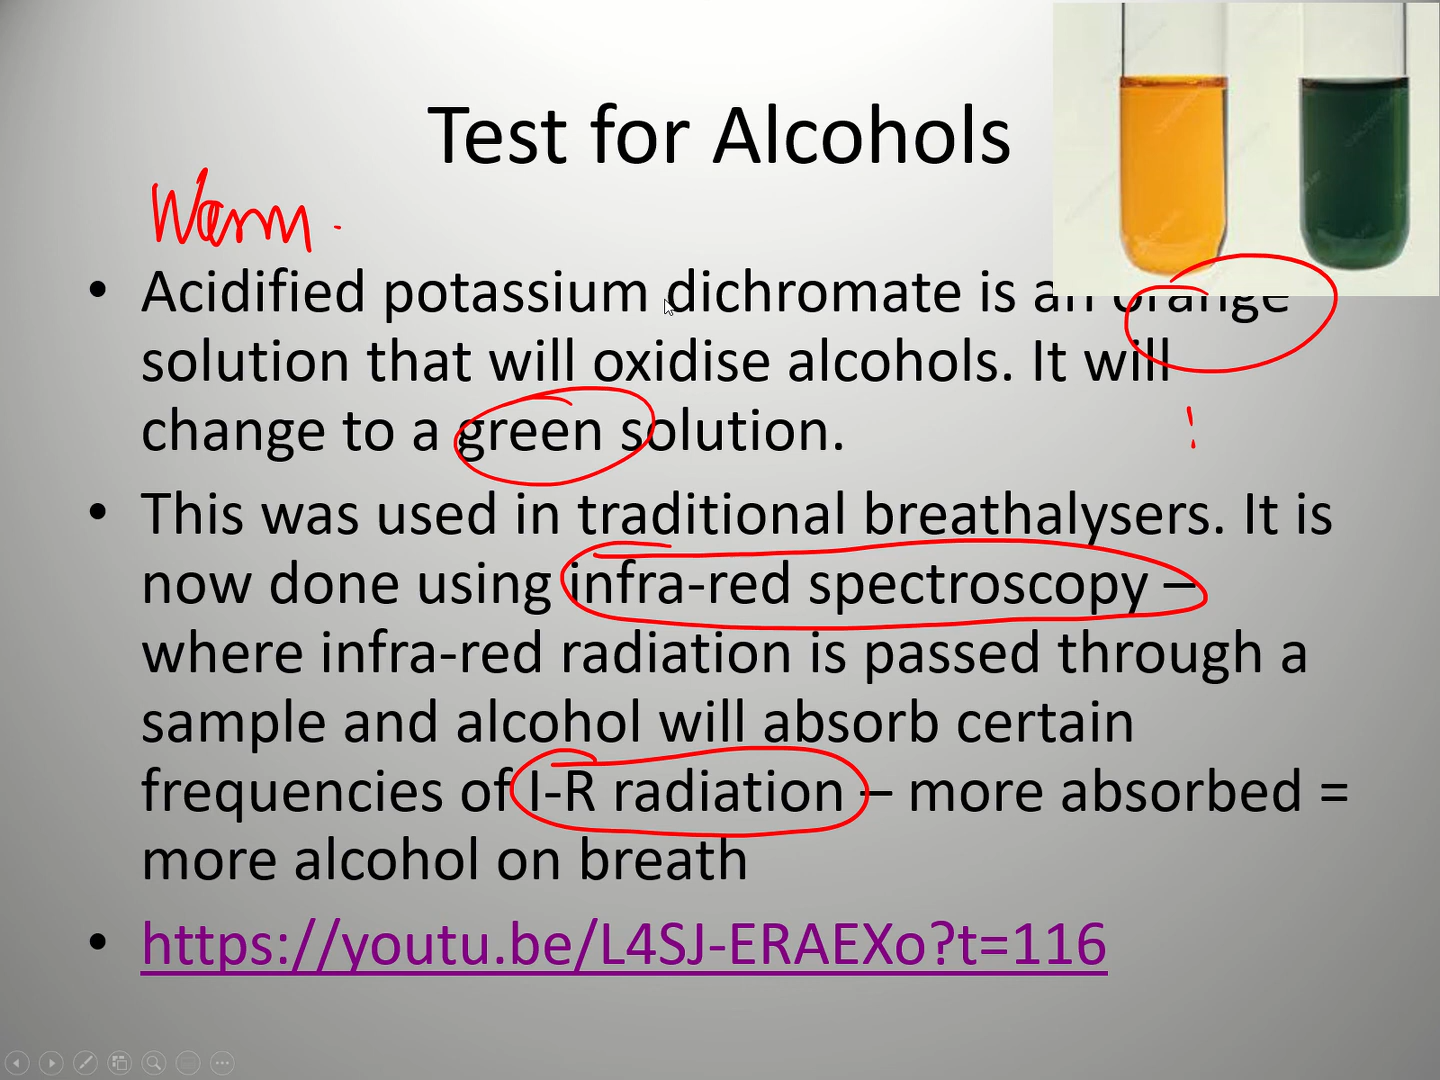 Test for Alcohols
Warm.
• Acidified potassium dichromate is an orange
solution that will oxidise alcohols. It will
change to a green solution.
• This was used in traditional breathalysers. It is
now done using infra-red spectroscopy –
where infra-red radiation is passed through a
sample and alcohol will absorb certain
frequencies of I-R radiation – more absorbed =
more alcohol on breath
• https://youtu.be/L4SJ-ERAEXo?t=116